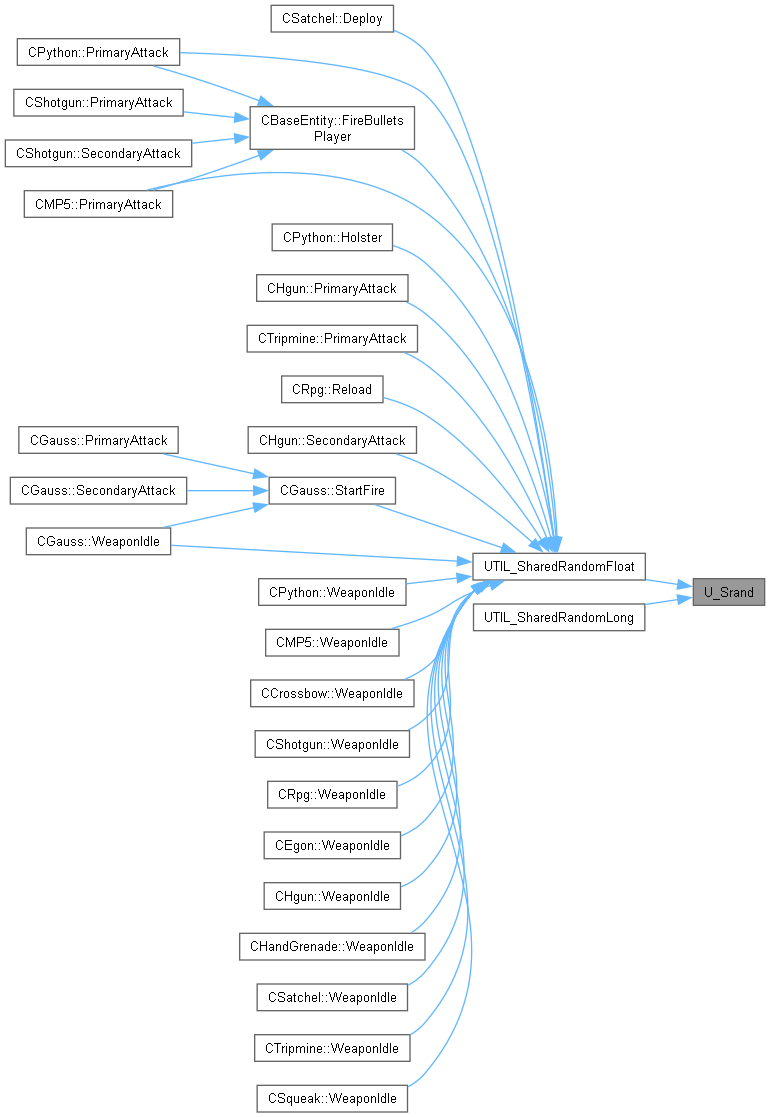 CSatchel::Deploy
CPython::PrimaryAttack
CShotgun::PrimaryAttack
CBaseEntity::FireBullets
Player
CShotgun::SecondaryAttack
CMP5::PrimaryAttack
CPython::Holster
CHgun::PrimaryAttack
CTripmine::PrimaryAttack
CRpg::Reload
CGauss::PrimaryAttack
CHgun::SecondaryAttack
CGauss::SecondaryAttack
CGauss::StartFire
CGauss::WeaponIdle
UTIL_SharedRandomFloat
CPython::WeaponIdle
U_Srand
UTIL_SharedRandomLong
CMP5::WeaponIdle
CCrossbow::WeaponIdle
CShotgun::WeaponIdle
CRpg::WeaponIdle
CEgon::WeaponIdle
CHgun::WeaponIdle
CHandGrenade::WeaponIdle
CSatchel::WeaponIdle
CTripmine::WeaponIdle
CSqueak::WeaponIdle